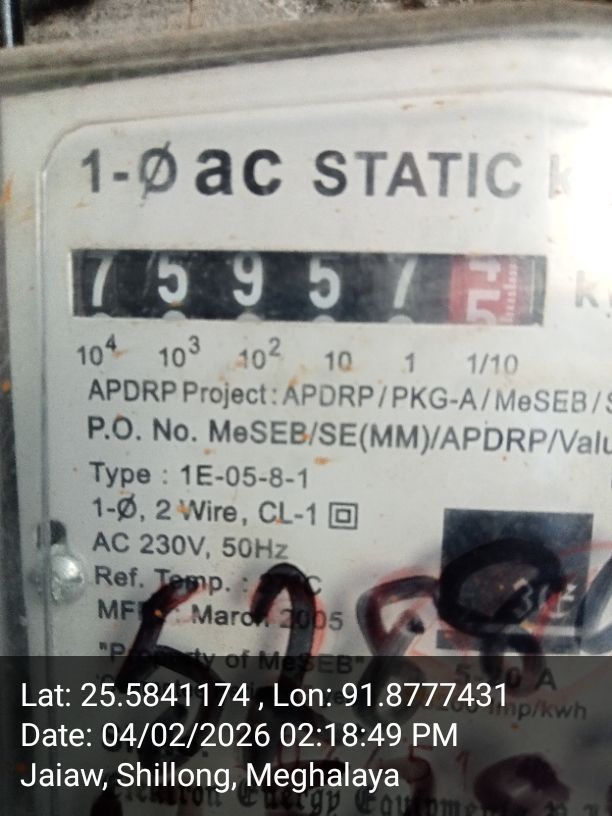 1-Ø ac STATIC
7 5 9 5 7
10⁴ 10³ 10² 10 1 1/10
APDRP Project: APDRP/PKG-A/MeSEB/
P.O. No. MeSEB/SE(MM)/APDRP/Valu
Type : 1E-05-8-1
1-Ø, 2 Wire, CL-1
AC 230V, 50Hz
Ref. Temp. :
March 2005
of MeSEB"
imp/kwh
Lat: 25.5841174 , Lon: 91.8777431
Date: 04/02/2026 02:18:49 PM
Jaiaw, Shillong, Meghalaya